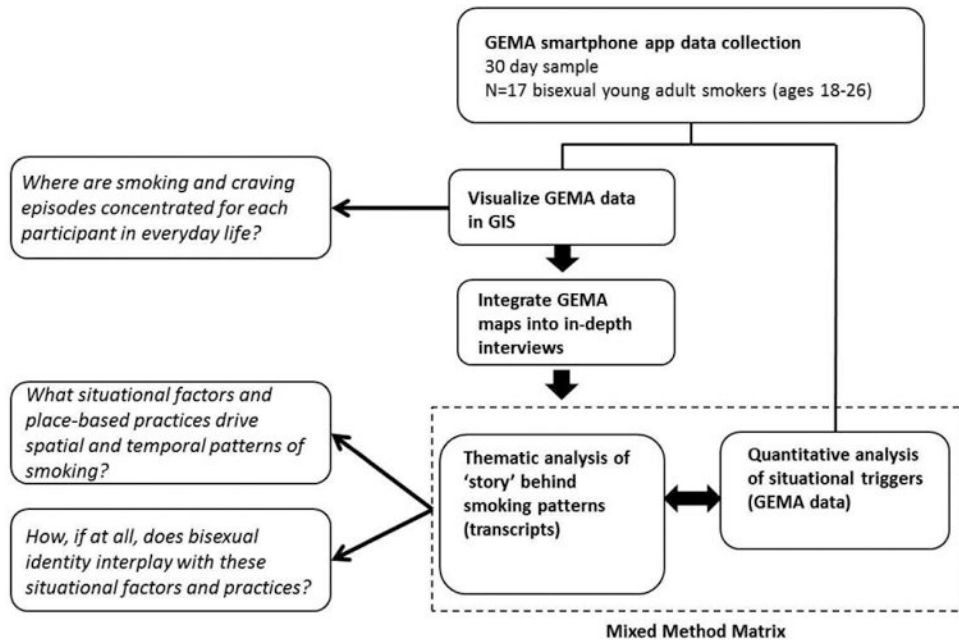 GEMA smartphone app data collection
30 day sample
N=17 bisexual young adult smokers (ages 18-26)
Where are smoking and craving
episodes concentrated for each
participant in everyday life?
Visualize GEMA data
in GIS
Integrate GEMA
maps into in-depth
interviews
What situational factors and
place-based practices drive
spatial and temporal patterns of
smoking?
How, if at all, does bisexual
identity interplay with these
situational factors and practices?
Thematic analysis of
‘story’ behind
smoking patterns
(transcripts)
Quantitative analysis
of situational triggers
(GEMA data)
Mixed Method Matrix